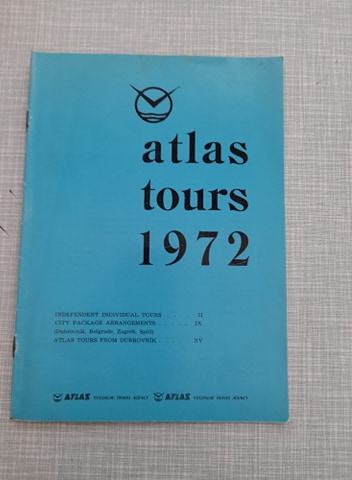 atlas
tours
1972
INDEPENDENT INDIVIDUAL TOURS . . . . . II
CITY PACKAGE ARRANGEMENTS . . . . . . IX
(Dubrovnik, Belgrade, Zagreb, Split)
ATLAS TOURS FROM DUBROVNIK . . . . . XV
ATLAS YUGOSLAV TRAVEL AGENCY ATLAS YUGOSLAV TRAVEL AGENCY